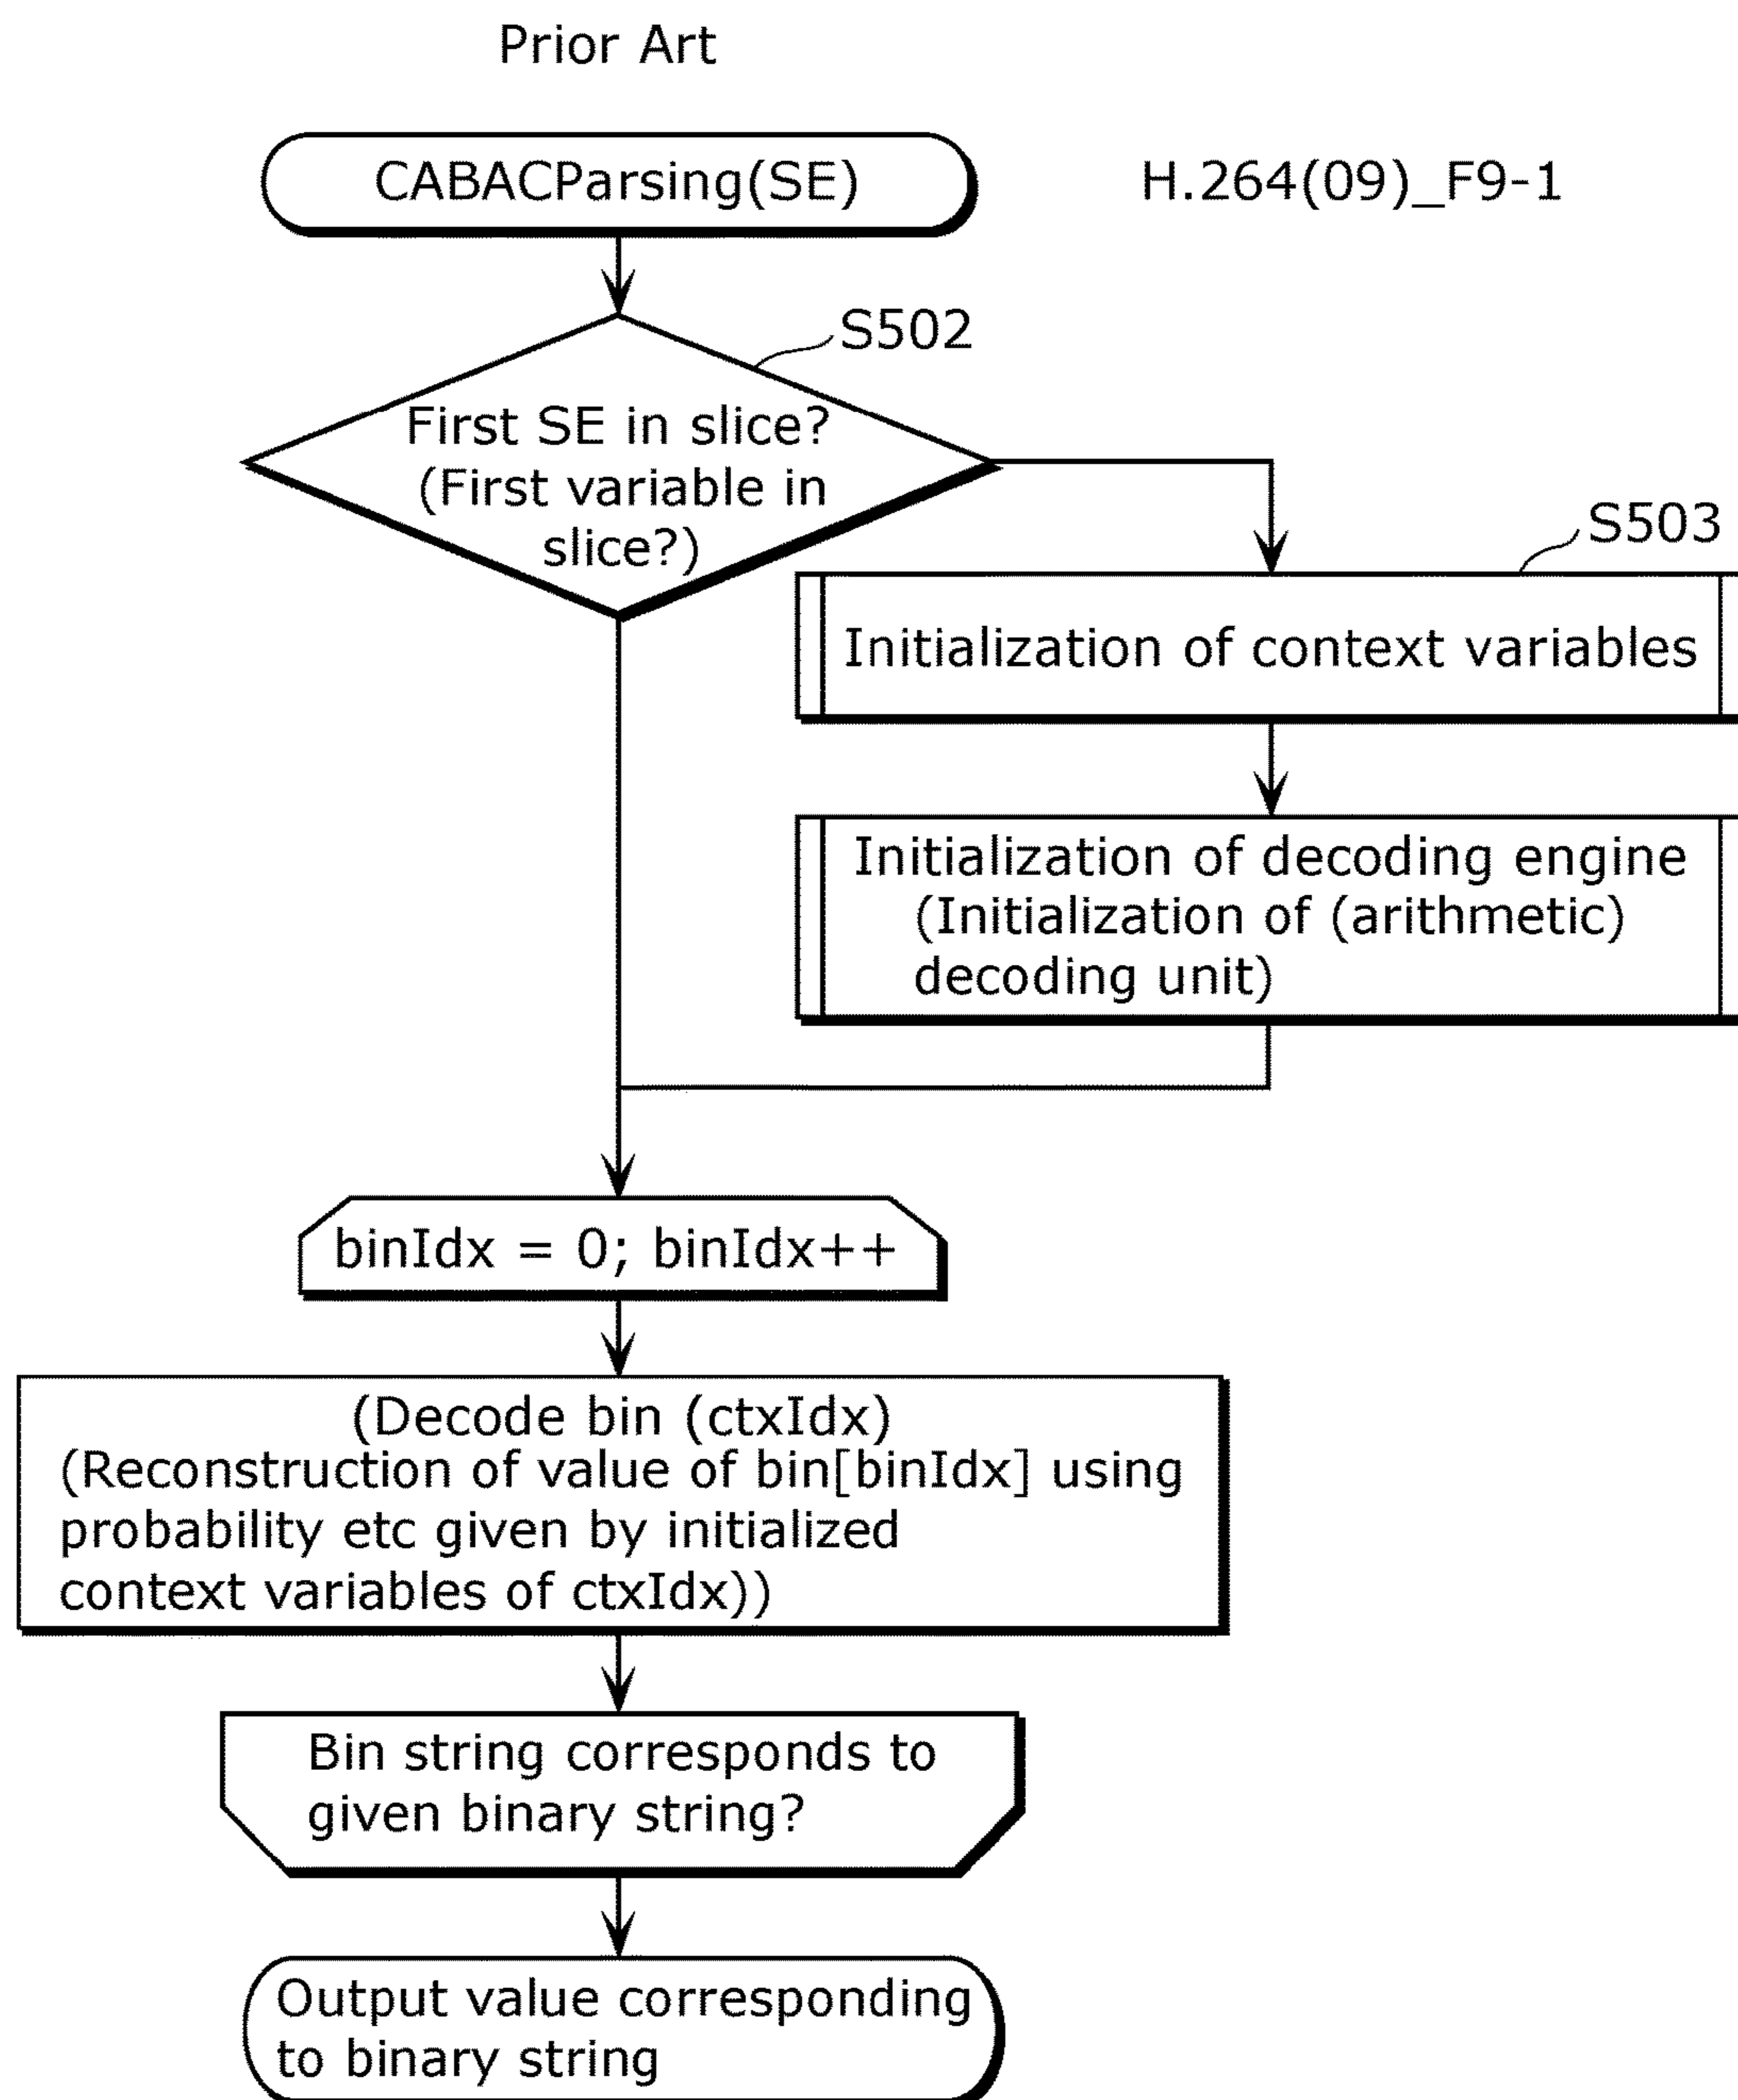 Prior Art
CABACParsing(SE)
H.264(09)_F9-1
S502
First SE in slice?
(First variable in
slice?)
S503
Initialization of context variables
Initialization of decoding engine
(Initialization of (arithmetic)
decoding unit)
binIdx = 0; binIdx++
(Decode bin (ctxIdx)
(Reconstruction of value of bin[binIdx] using
probability etc given by initialized
context variables of ctxIdx))
Bin string corresponds to
given binary string?
Output value corresponding
to binary string